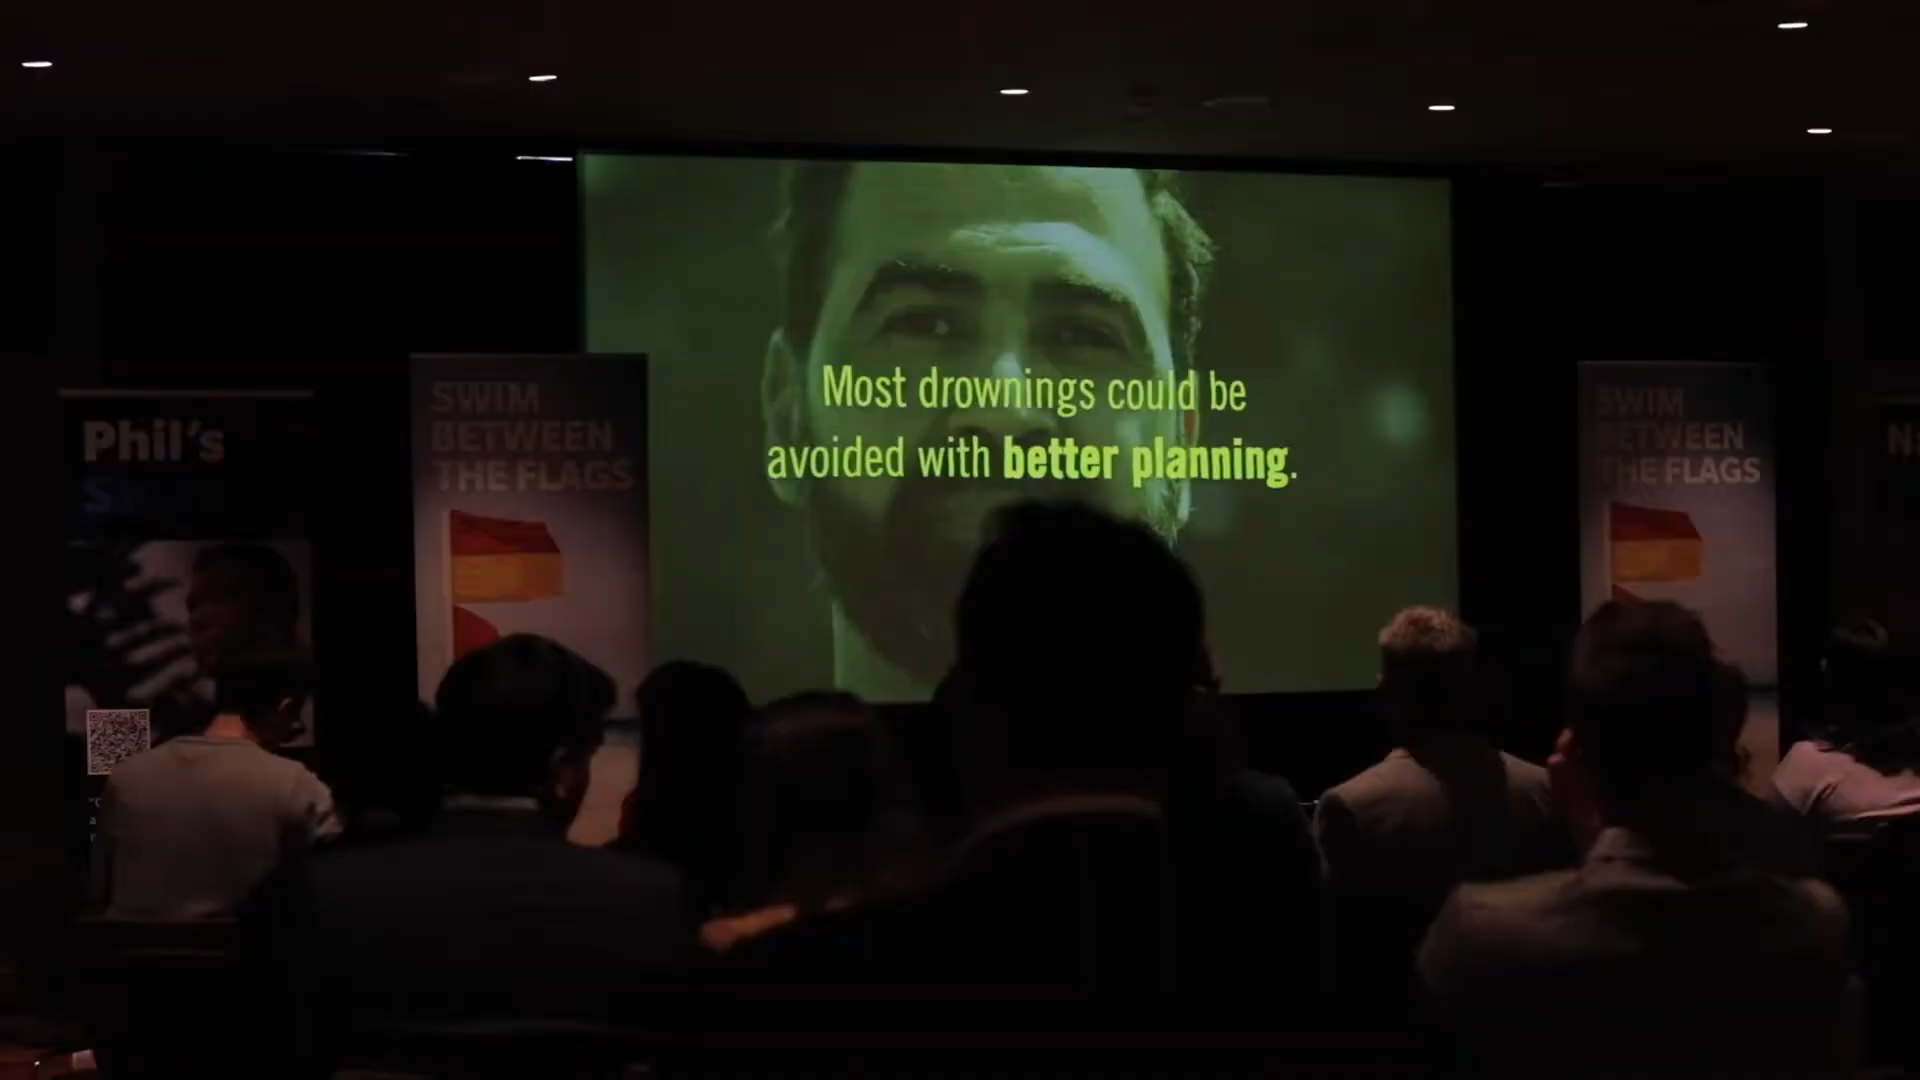 Phil's
SWIM
BETWEEN
THE FLAGS
Most drownings could be
avoided with better planning.
SWIM
BETWEEN
THE FLAGS